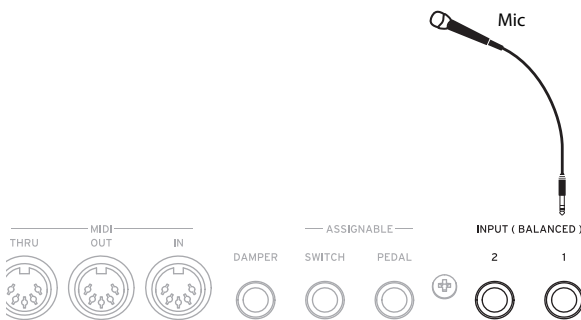 Mic
MIDI
ASSIGNABLE
INPUT ( BALANCED )
THRU OUT IN
DAMPER SWITCH PEDAL 2 1